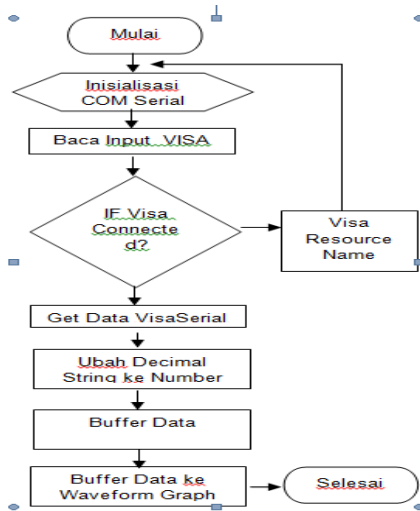 Mulai
Inisialisasi
COM Serial
Baca Input VISA
IF Visa
Connecte
d?
Visa
Resource
Name
Get Data VisaSerial
Ubah Decimal
String ke Number
Buffer Data
Buffer Data ke
Waveform Graph
Selesai